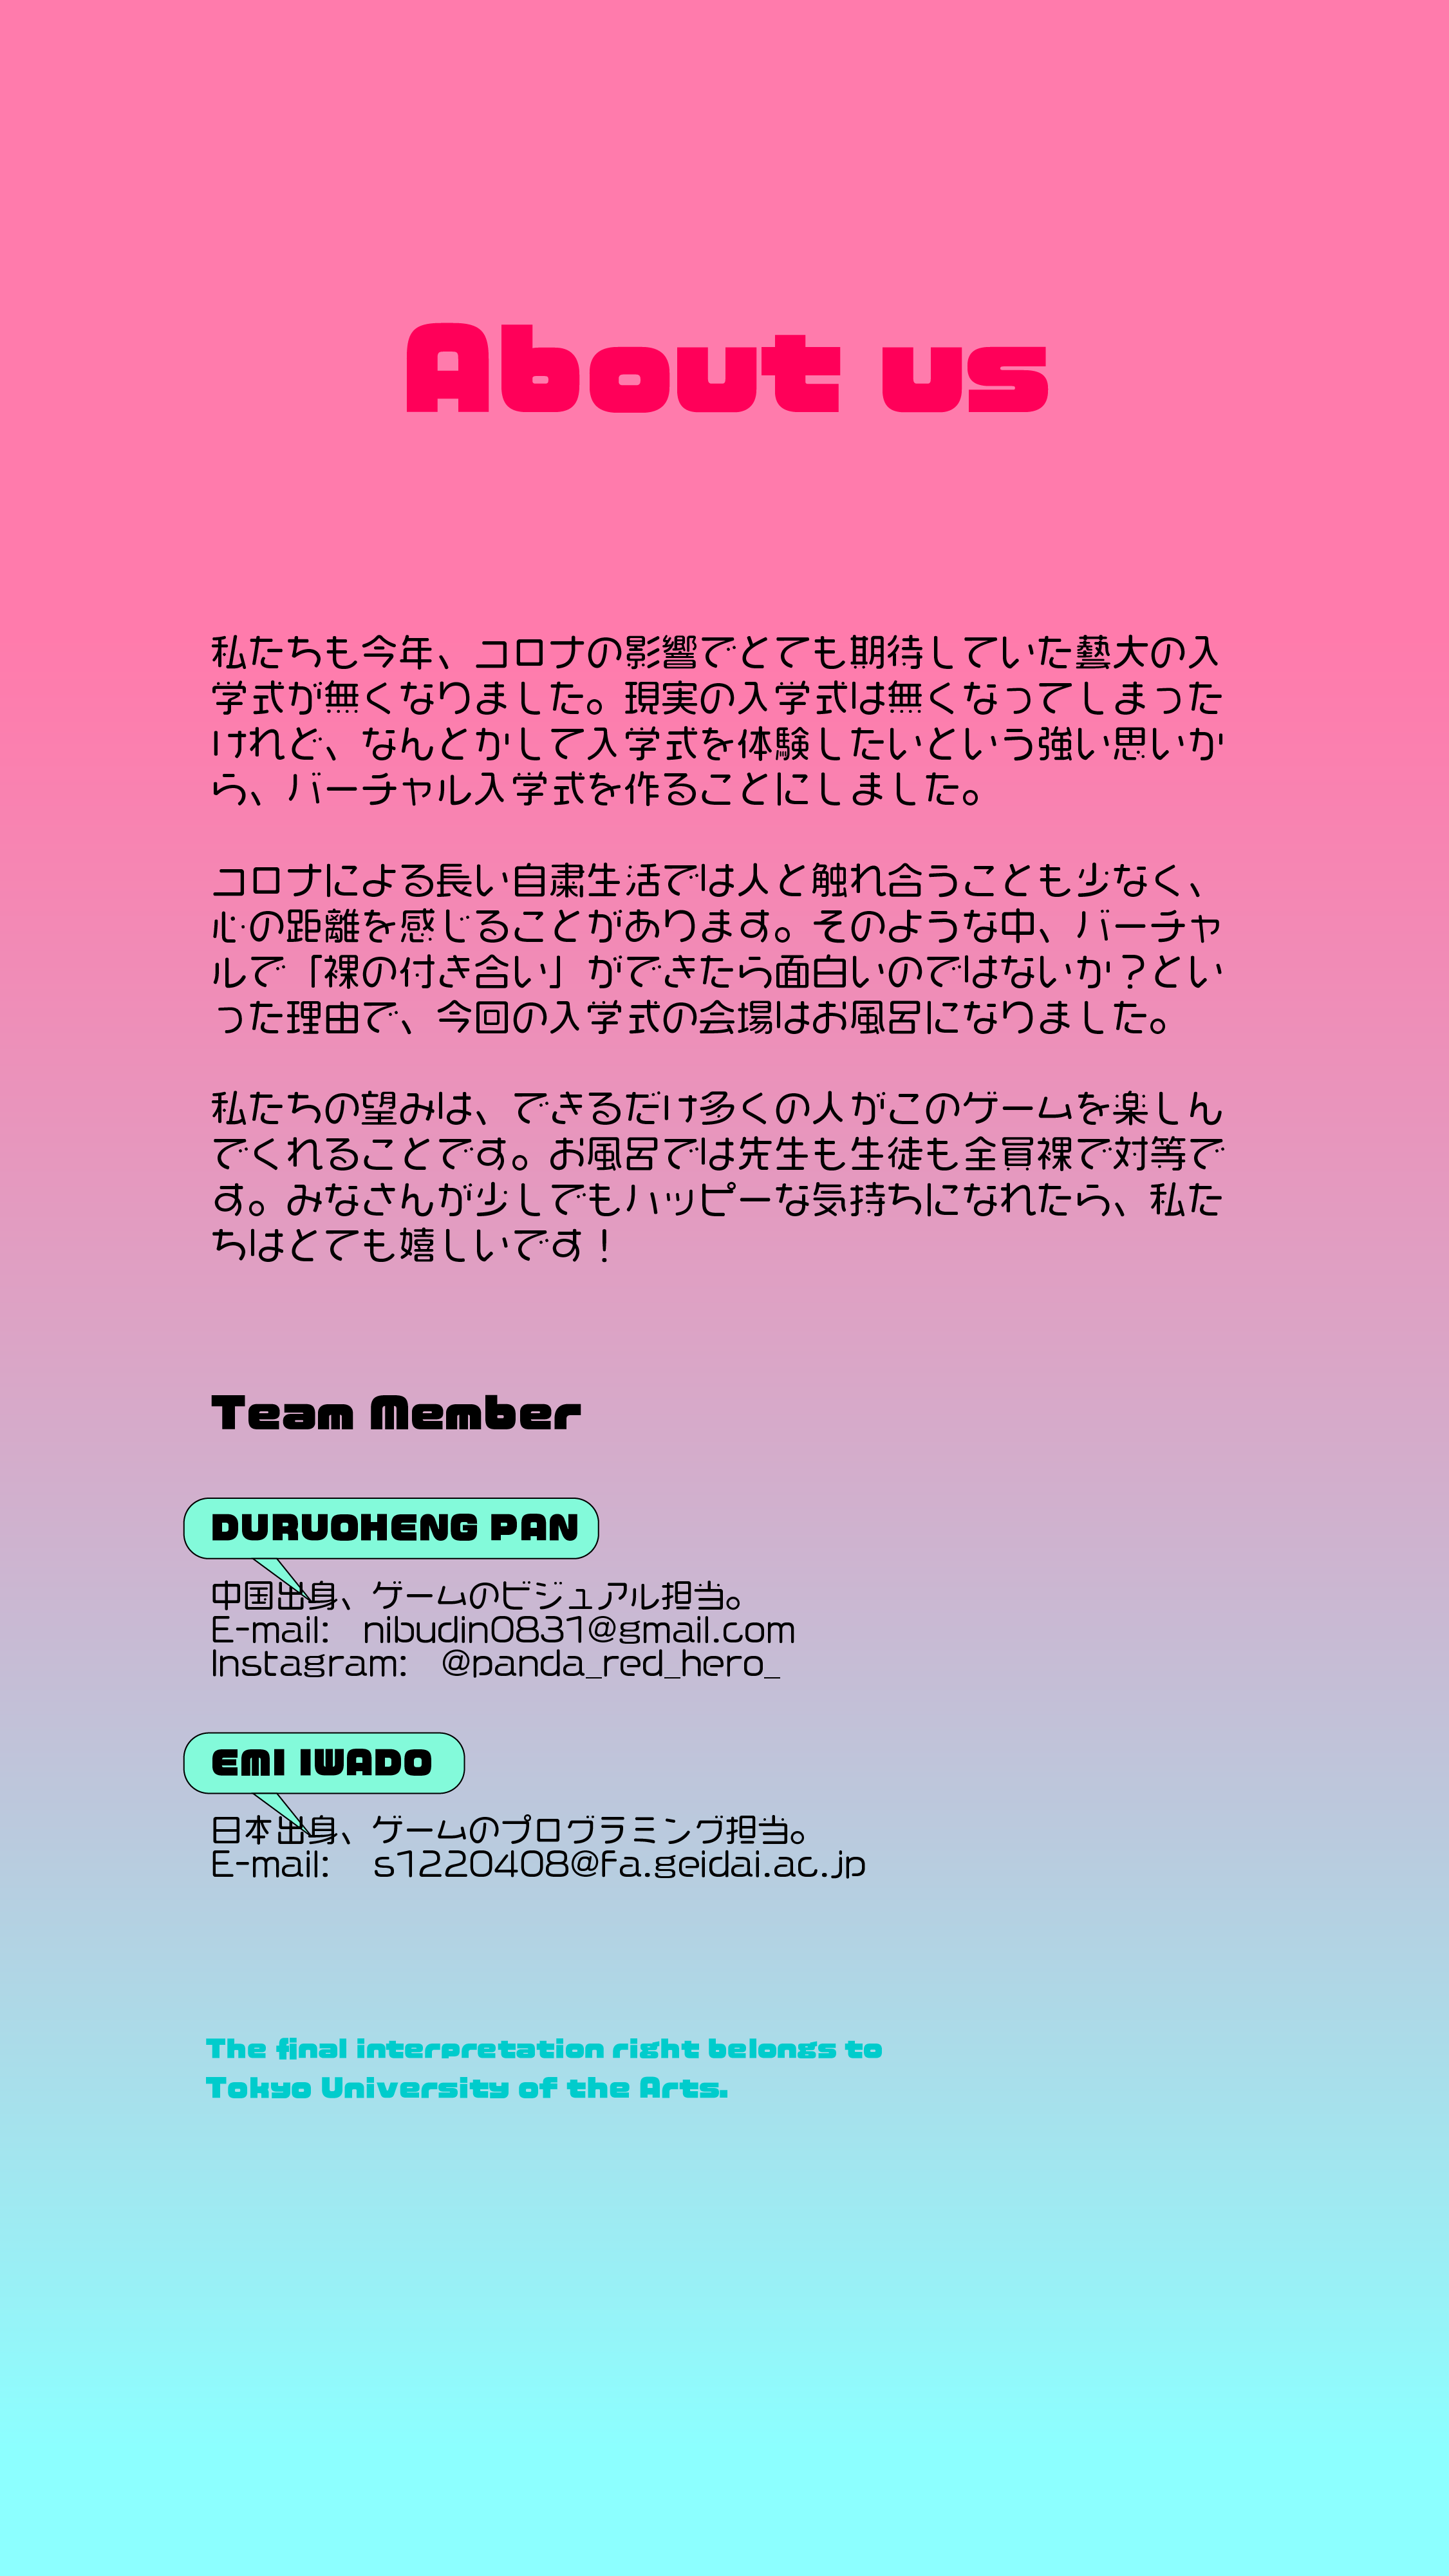 About us
私たちも今年、コロナの影響でとても期待していた藝大の入
学式が無くなりました。現実の入学式は無くなってしまった
けれど、なんとかして入学式を体験したいという強い思いか
ら、バーチャル入学式を作ることにしました。
コロナによる長い自粛生活では人と触れ合うことも少なく、
心の距離を感じることがあります。そのような中、バーチャ
ルで「裸の付き合い」ができたら面白いのではないか？とい
った理由で、今回の入学式の会場はお風呂になりました。
私たちの望みは、できるだけ多くの人がこのゲームを楽しん
でくれることです。お風呂では先生も生徒も全員裸で対等で
す。みなさんが少しでもハッピーな気持ちになれたら、私た
ちはとても嬉しいです！
Team Member
DURUOHENG PAN
中国出身、ゲームのビジュアル担当。
E-mail: nibudin0831@gmail.com
Instagram: @panda_red_hero_
EMI IWADO
日本出身、ゲームのプログラミング担当。
E-mail: s1220408@fa.geidai.ac.jp
The final interpretation right belongs to
Tokyo University of the Arts.